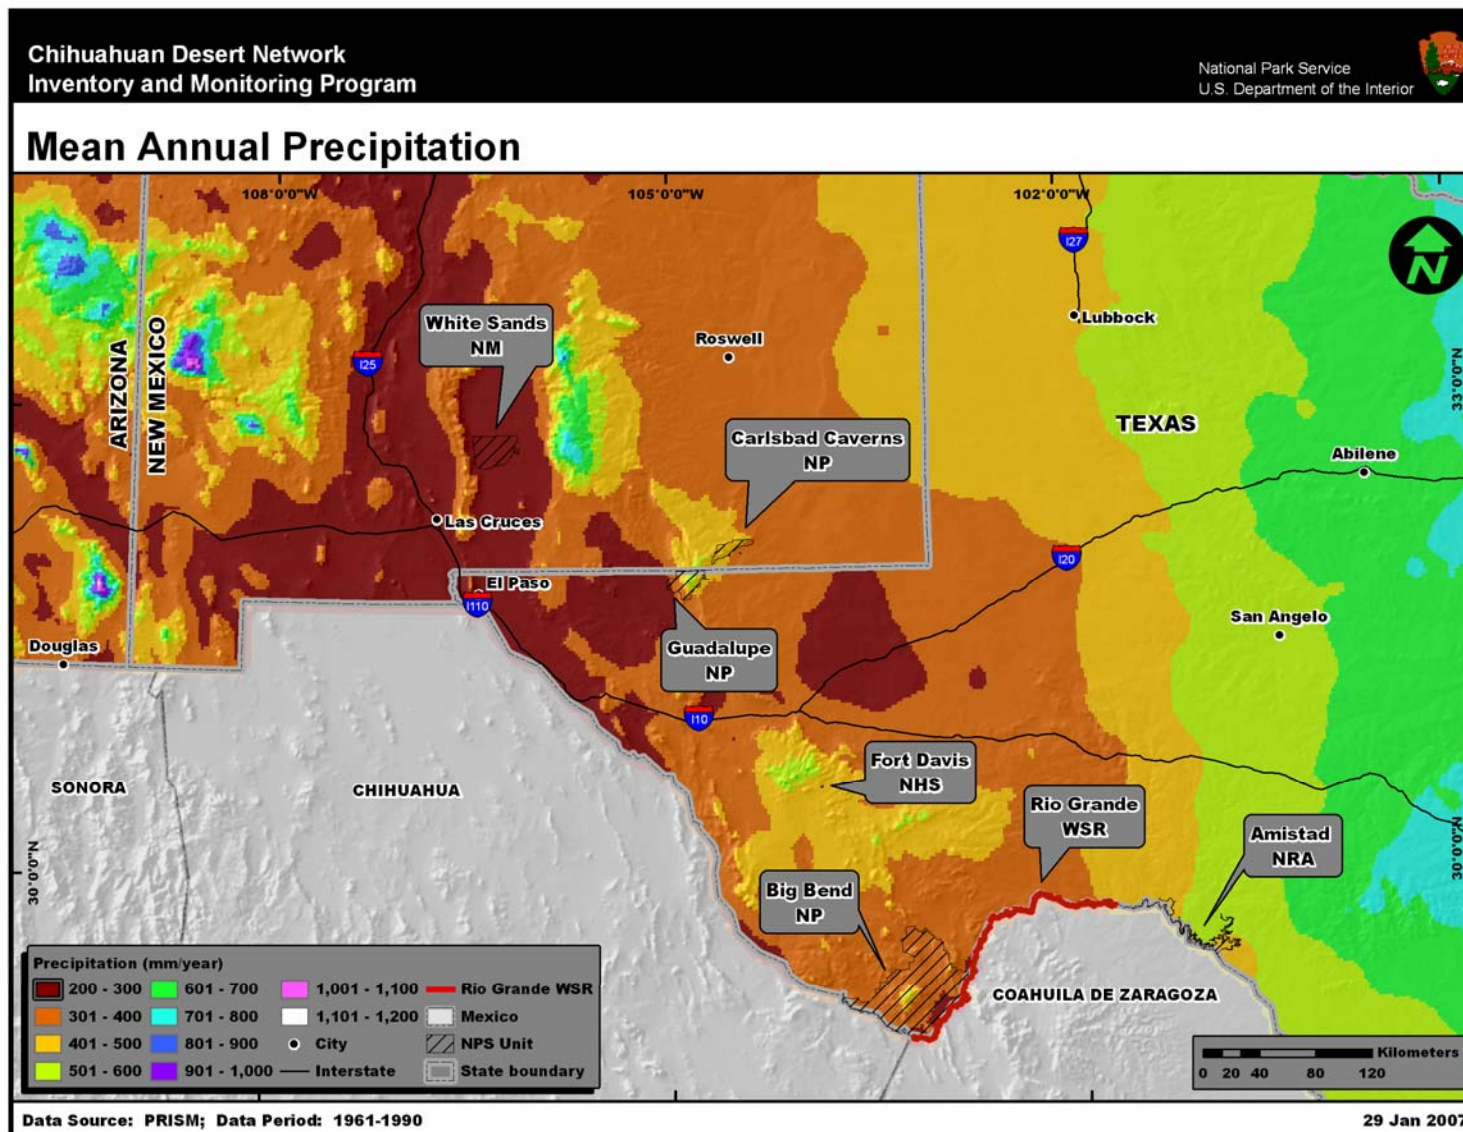 Chihuahuan Desert Network
Inventory and Monitoring Program
National Park Service
U.S. Department of the Interior
Mean Annual Precipitation
108°0'0"W
105°0'0"W
102°0'0"W
I27
N
White Sands
NM
Roswell
Lubbock
ARIZONA
NEW MEXICO
I25
33°0'0"N
Carlsbad Caverns
NP
TEXAS
Abilene
Las Cruces
El Paso
I110
I20
San Angelo
Douglas
Guadalupe
NP
I10
SONORA
CHIHUAHUA
Fort Davis
NHS
Rio Grande
WSR
Amistad
NRA
30°0'0"N
30°0'0"N
Big Bend
NP
COAHUILA DE ZARAGOZA
Precipitation (mm/year)
200 - 300
301 - 400
401 - 500
501 - 600
601 - 700
701 - 800
801 - 900
901 - 1,000
1,001 - 1,100
1,101 - 1,200
City
Interstate
Rio Grande WSR
Mexico
NPS Unit
State boundary
Kilometers
0 20 40 80 120
Data Source: PRISM; Data Period: 1961-1990
29 Jan 2007